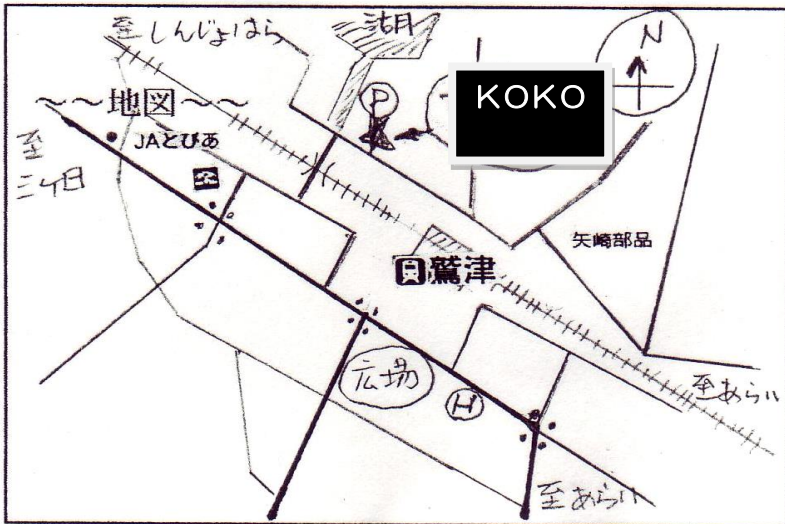 至しんじょはら
湖
N
～～地図～～
P
KOKO
至
三ヶ日
JAとぴあ
矢崎部品
鷲津
広場
H
至あらい
至あらい